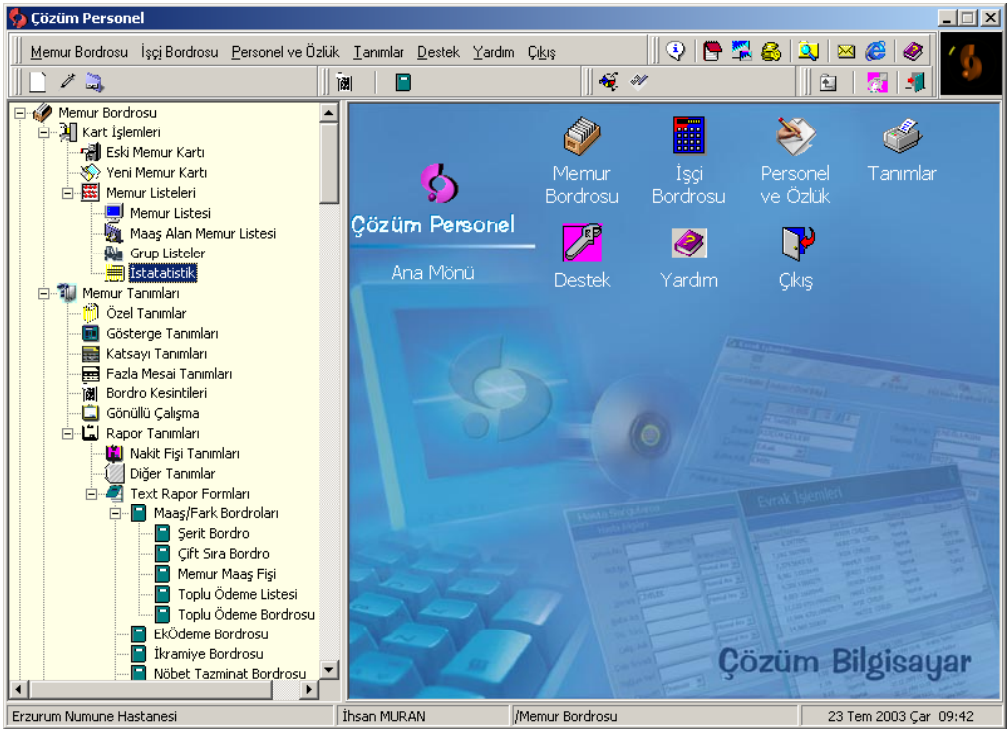 Çözüm Personel
Memur Bordrosu İşçi Bordrosu Personel ve Özlük Tanımlar Destek Yardım Çıkış
Memur Bordrosu
Kart İşlemleri
Eski Memur Kartı
Yeni Memur Kartı
Memur Listeleri
Memur Listesi
Maaş Alan Memur Listesi
Grup Listeler
İstatatistik
Memur Tanımları
Özel Tanımlar
Gösterge Tanımları
Katsayı Tanımları
Fazla Mesai Tanımları
Bordro Kesintileri
Gönüllü Çalışma
Rapor Tanımları
Nakit Fişi Tanımları
Diğer Tanımlar
Text Rapor Formları
Maaş/Fark Bordroları
Şerit Bordro
Çift Sıra Bordro
Memur Maaş Fişi
Toplu Ödeme Listesi
Toplu Ödeme Bordrosu
EkÖdeme Bordrosu
İkramiye Bordrosu
Nöbet Tazminat Bordrosu
Çözüm Personel
Ana Mönü
Memur
Bordrosu
İşçi
Bordrosu
Personel
ve Özlük
Tanımlar
Destek
Yardım
Çıkış
Evrak İşlemleri
Çözüm Bilgisayar
Erzurum Numune Hastanesi İhsan MURAN /Memur Bordrosu 23 Tem 2003 Çar 09:42